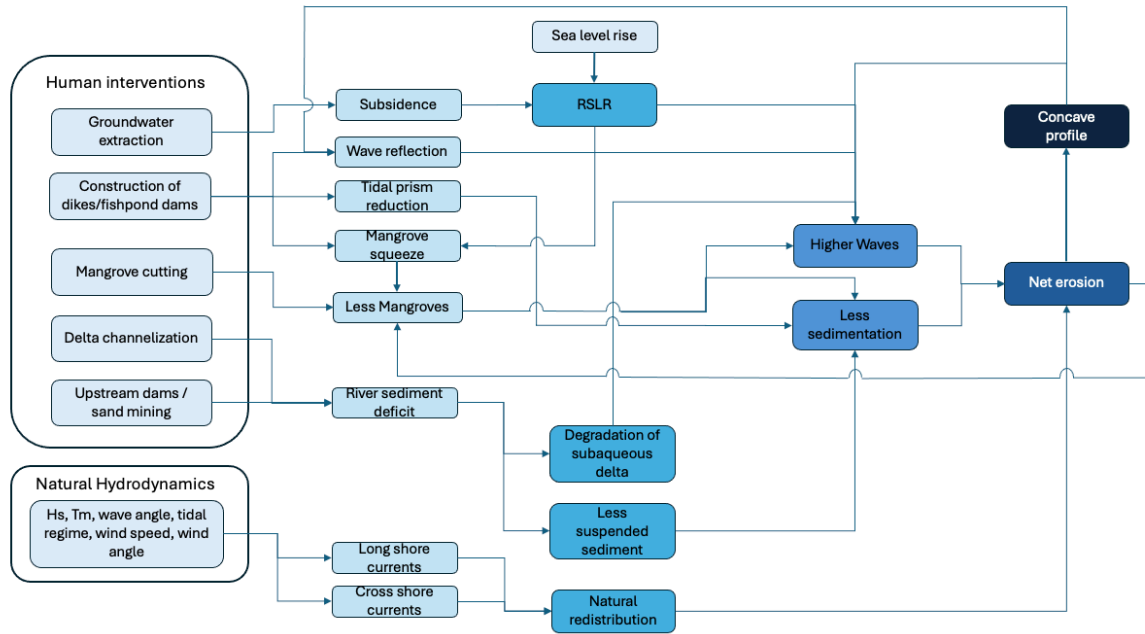 Sea level rise
Human interventions
Groundwater
extraction
Subsidence
RSLR
Concave
profile
Wave reflection
Construction of
dikes/fishpond dams
Tidal prism
reduction
Mangrove
squeeze
Higher Waves
Mangrove cutting
Net erosion
Less Mangroves
Less
sedimentation
Delta channelization
Upstream dams /
sand mining
River sediment
deficit
Degradation of
subaqueous
delta
Natural Hydrodynamics
Hs, Tm, wave angle, tidal
regime, wind speed, wind
angle
Less
suspended
sediment
Long shore
currents
Cross shore
currents
Natural
redistribution